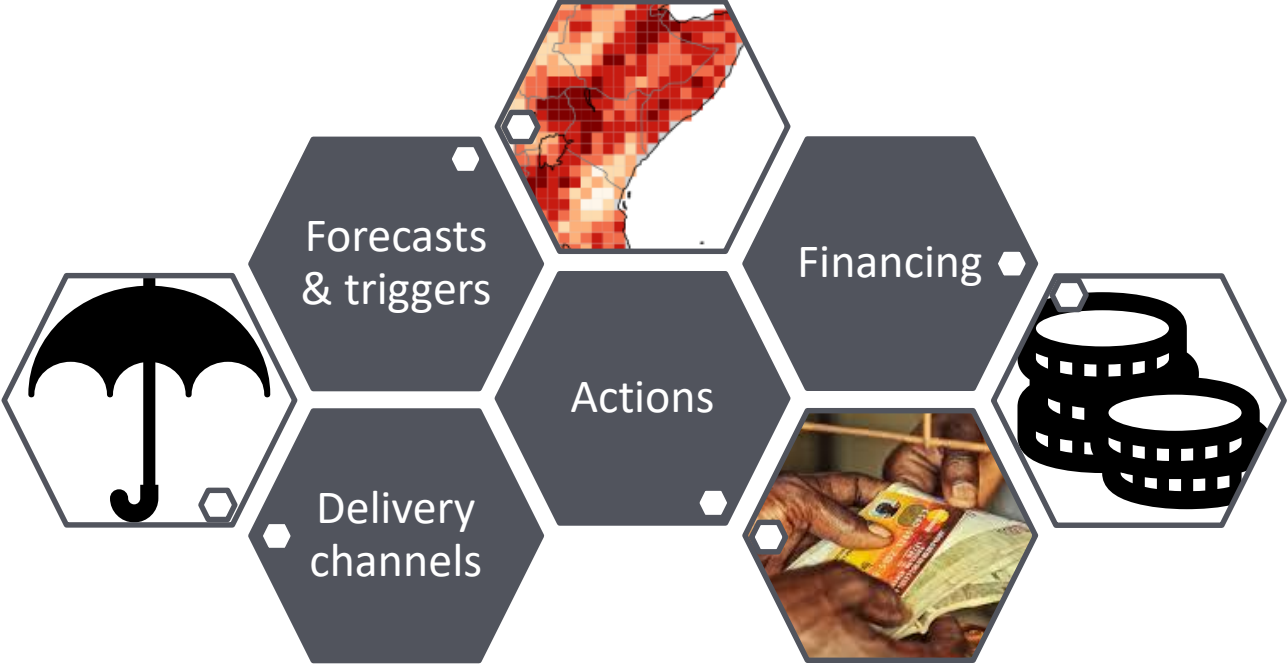 Forecasts
& triggers
Financing
Actions
Delivery
channels